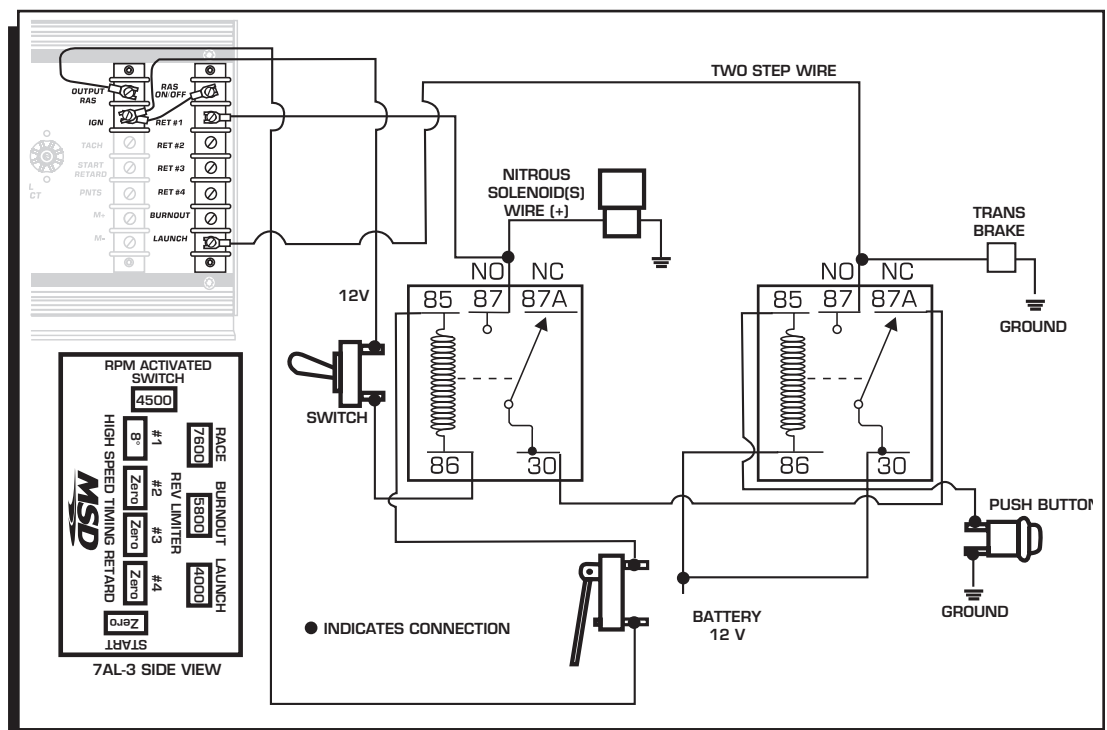 OUTPUT
RAS
RAS
ON/OFF
IGN
RET #1
TACH
RET #2
START
RETARD
RET #3
PNTS
RET #4
L
CT
M+
BURNOUT
M-
LAUNCH
TWO STEP WIRE
NITROUS
SOLENOID(S)
WIRE (+)
TRANS
BRAKE
GROUND
12V
SWITCH
NO NC
85 87 87A
86 30
NO NC
85 87 87A
86 30
PUSH BUTTON
GROUND
BATTERY
12 V
● INDICATES CONNECTION
RPM ACTIVATED
SWITCH
4500
HIGH SPEED TIMING RETARD
8° #1
Zero #2
Zero #3
Zero #4
REV LIMITER
RACE
7600
BURNOUT
5800
LAUNCH
4000
Zero
START
MSD
7AL-3 SIDE VIEW